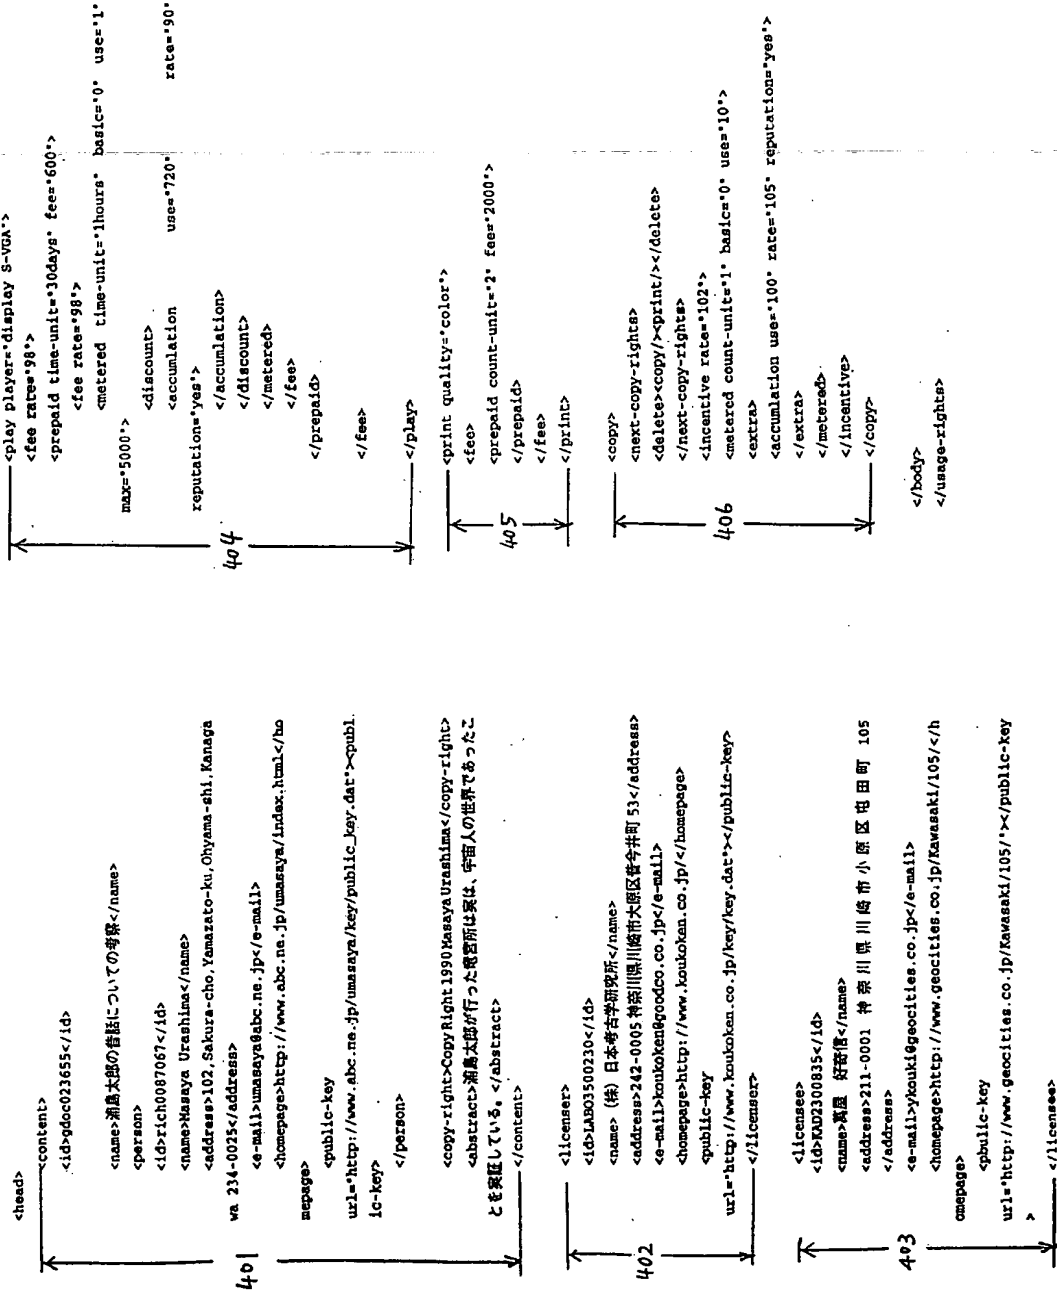 <head>
<content>
<id>gdoc023655</id>
<name>浦島太郎の昔話についての考察</name>
<person>
<id>rich0087067</id>
<name>Masaya Urashima</name>
<address>102,Sakura-cho,Yamazato-ku,Ohyama-shi,Kanaga
wa 234-0025</address>
<e-mail>umasaya@abc.ne.jp</e-mail>
<homepage>http://www.abc.ne.jp/umasaya/index.html</ho
mepage>
<public-key
url="http://www.abc.ne.jp/umasaya/key/public_key.dat"><publ
ic-key>
</person>
<copy-right>CopyRight1990MasayaUrashima</copy-right>
<abstract>浦島太郎が行った竜宮所は実は、宇宙人の世界であったこ
とを実証している。</abstract>
</content>
401
<licenser>
<id>LABO3500230</id>
<name> (株) 日本考古学研究所</name>
<address>242-0005 神奈川県川崎市大原区昔今井町 53</address>
<e-mail>koukoken@goodco.co.jp</e-mail>
<homepage>http://www.koukoken.co.jp/</homepage>
<public-key
url="http://www.koukoken.co.jp/key/key.dat"></public-key>
</licenser>
402
<licensee>
<id>KAD2300835</id>
<name>萬屋 好奇信</name>
<address>211-0001 神奈川県川崎市小原区屯田町 105
</address>
<e-mail>ykouki@geocities.co.jp</e-mail>
<homepage>http://www.geocities.co.jp/Kawasaki/105/</h
omepage>
<pbulic-key
url="http://www.geocities.co.jp/Kawasaki/105/"></public-key
>
</licensee>
403
<play player="display S-VGA">
<fee rate="98">
<prepaid time-unit="30days" fee="600">
<fee rate="98">
<metered time-unit="1hours" basic="0" use="1"
max="5000">
<discount>
<accumlation use="720" rate="90"
reputation="yes">
</accumlation>
</discount>
</metered>
</fee>
</prepaid>
</fee>
</play>
404
<print quality="color">
<fee>
<prepaid count-unit="2" fee="2000">
</prepaid>
</fee>
</print>
405
<copy>
<next-copy-rights>
<delete><copy/><print/></delete>
</next-copy-rights>
<incentive rate="102">
<metered count-unit="1" basic="0" use="10">
<extra>
<accumlation use="100" rate="105" reputation="yes">
</extra>
</metered>
</incentive>
</copy>
406
</body>
</usage-rights>